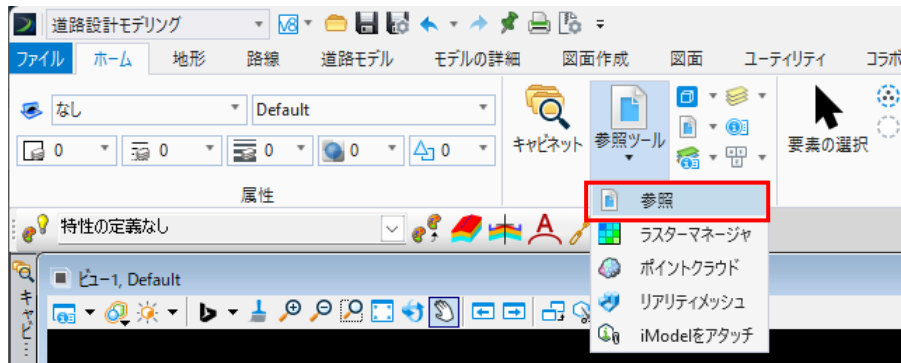 道路設計モデリング
ファイル ホーム 地形 路線 道路モデル モデルの詳細 図面作成 図面 ユーティリティ コラボ
なし Default
キャビネット 参照ツール 要素の選択
0 0 0 0 0
属性
参照
特性の定義なし
ラスターマネージャ
ビュー1, Default
ポイントクラウド
キャビ...
リアリティメッシュ
iModelをアタッチ